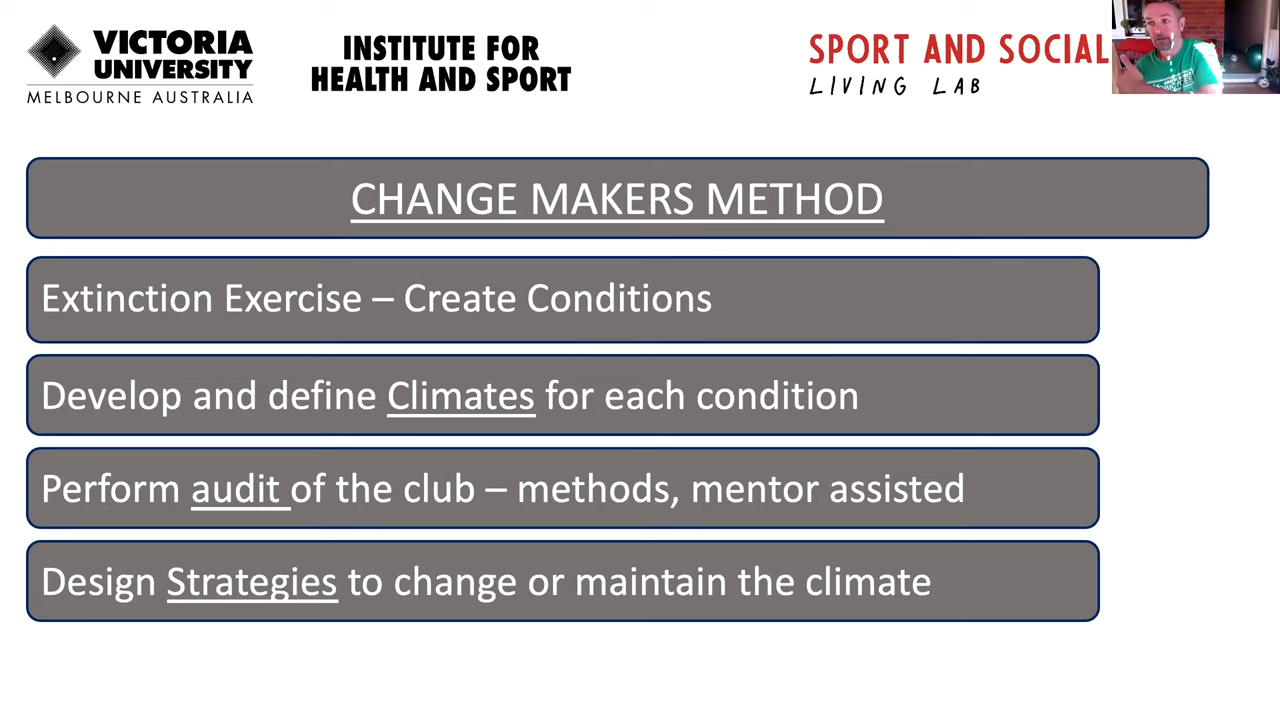 VICTORIA
UNIVERSITY
MELBOURNE AUSTRALIA
INSTITUTE FOR
HEALTH AND SPORT
SPORT AND SOCIAL
LIVING LAB
CHANGE MAKERS METHOD
Extinction Exercise – Create Conditions
Develop and define Climates for each condition
Perform audit of the club – methods, mentor assisted
Design Strategies to change or maintain the climate